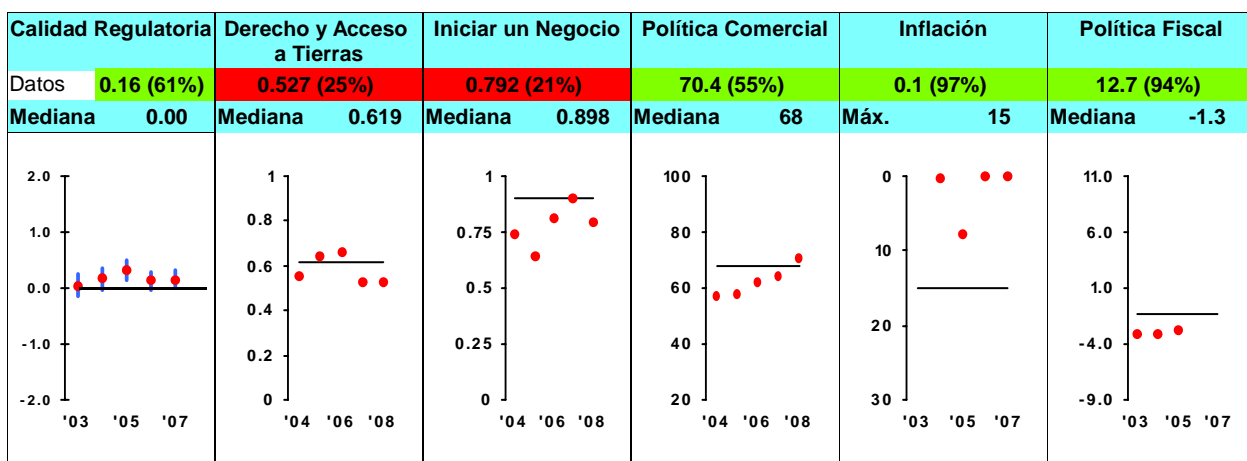 Calidad Regulatoria
Datos 0.16 (61%)
Mediana 0.00
2.0
1.0
0.0
-1.0
-2.0
'03 '05 '07
Derecho y Acceso
a Tierras
0.527 (25%)
Mediana 0.619
1
0.8
0.6
0.4
0.2
0
'04 '06 '08
Iniciar un Negocio
0.792 (21%)
Mediana 0.898
1
0.75
0.5
0.25
0
'04 '06 '08
Política Comercial
70.4 (55%)
Mediana 68
100
80
60
40
20
'04 '06 '08
Inflación
0.1 (97%)
Máx. 15
0
10
20
30
'03 '05 '07
Política Fiscal
12.7 (94%)
Mediana -1.3
11.0
6.0
1.0
-4.0
-9.0
'03 '05 '07